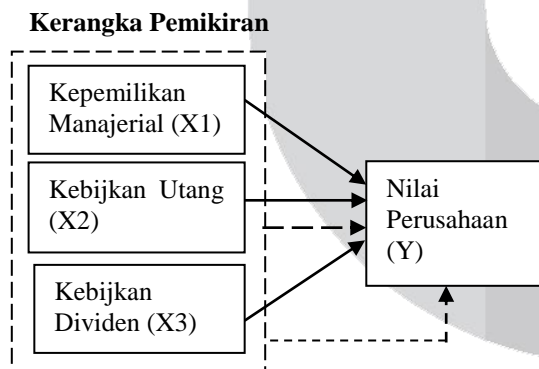 Kerangka Pemikiran
Kepemilikan
Manajerial (X1)
Kebijkan Utang
(X2)
Kebijkan
Dividen (X3)
Nilai
Perusahaan
(Y)